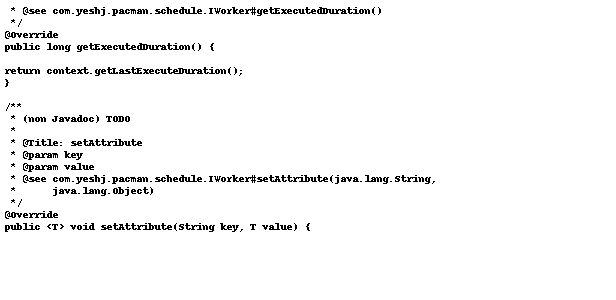 * @see com.yeshj.pacman.schedule.IWorker#getExecutedDuration()
*/
@Override
public long getExecutedDuration() {
return context.getLastExecuteDuration();
}
/**
* (non Javadoc) TODO
*
* @Title: setAttribute
* @param key
* @param value
* @see com.yeshj.pacman.schedule.IWorker#setAttribute(java.lang.String,
* java.lang.Object)
*/
@Override
public <T> void setAttribute(String key, T value) {